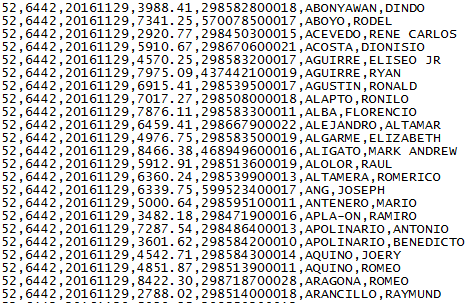 52,6442,20161129,3988.41,298582800018,ABONYAWAN,DINDO
52,6442,20161129,7341.25,570078500017,ABOYO,RODEL
52,6442,20161129,2920.77,298450300015,ACEVEDO,RENE CARLOS
52,6442,20161129,5910.67,298670600021,ACOSTA,DIONISIO
52,6442,20161129,4570.25,298583200017,AGUIRRE,ELISEO JR
52,6442,20161129,7975.09,437442100019,AGUIRRE,RYAN
52,6442,20161129,6915.41,298539500017,AGUSTIN,RONALD
52,6442,20161129,7017.27,298508000018,ALAPTO,RONILO
52,6442,20161129,7876.11,298583300011,ALBA,FLORENCIO
52,6442,20161129,6459.41,298667900022,ALEJANDRO,ALTAMAR
52,6442,20161129,4976.75,298583500019,ALGARME,ELIZABETH
52,6442,20161129,8466.38,468949600016,ALIGATO,MARK ANDREW
52,6442,20161129,5912.91,298513600019,ALOLOR,RAUL
52,6442,20161129,6360.24,298539900013,ALTAMERA,ROMERICO
52,6442,20161129,6339.75,599523400017,ANG,JOSEPH
52,6442,20161129,5000.64,298595100011,ANTENERO,MARIO
52,6442,20161129,3482.18,298471900016,APLA-ON,RAMIRO
52,6442,20161129,7287.54,298486400013,APOLINARIO,ANTONIO
52,6442,20161129,3601.62,298584200010,APOLINARIO,BENEDICTO
52,6442,20161129,4542.71,298584300014,AQUINO,JOERY
52,6442,20161129,4851.87,298513900011,AQUINO,ROMEO
52,6442,20161129,8422.30,298718700028,ARAGONA,ROMEO
52,6442,20161129,2788.02,298514000018,ARANCILLO,RAYMUND